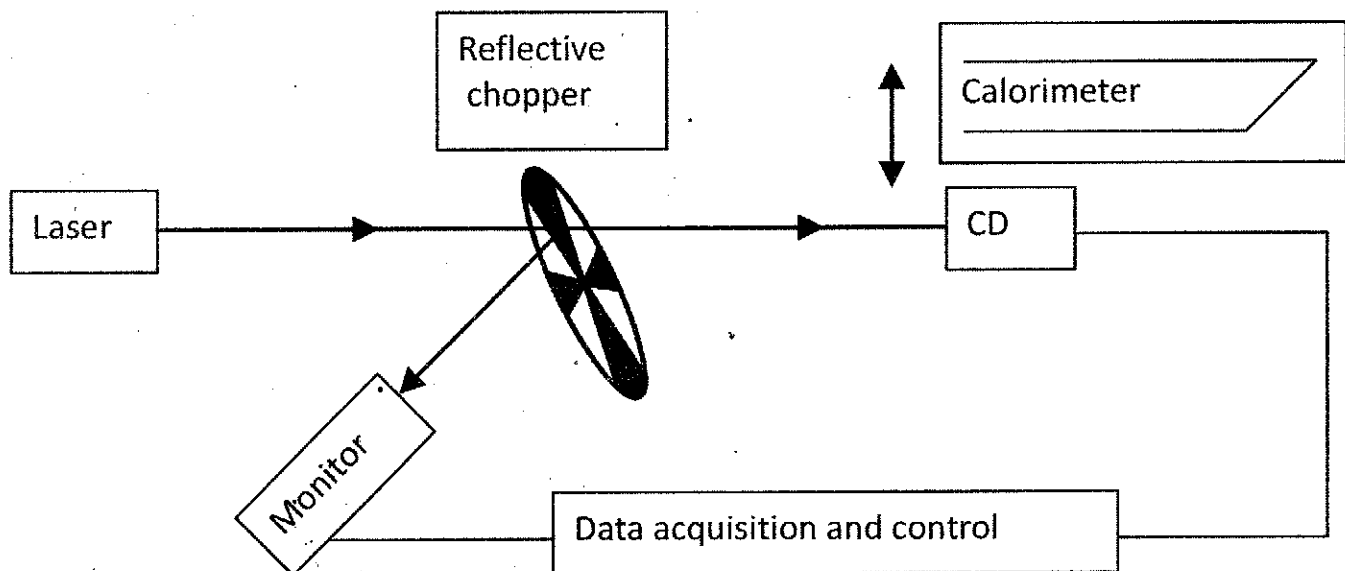 Reflective
chopper
Calorimeter
Laser
CD
Monitor
Data acquisition and control